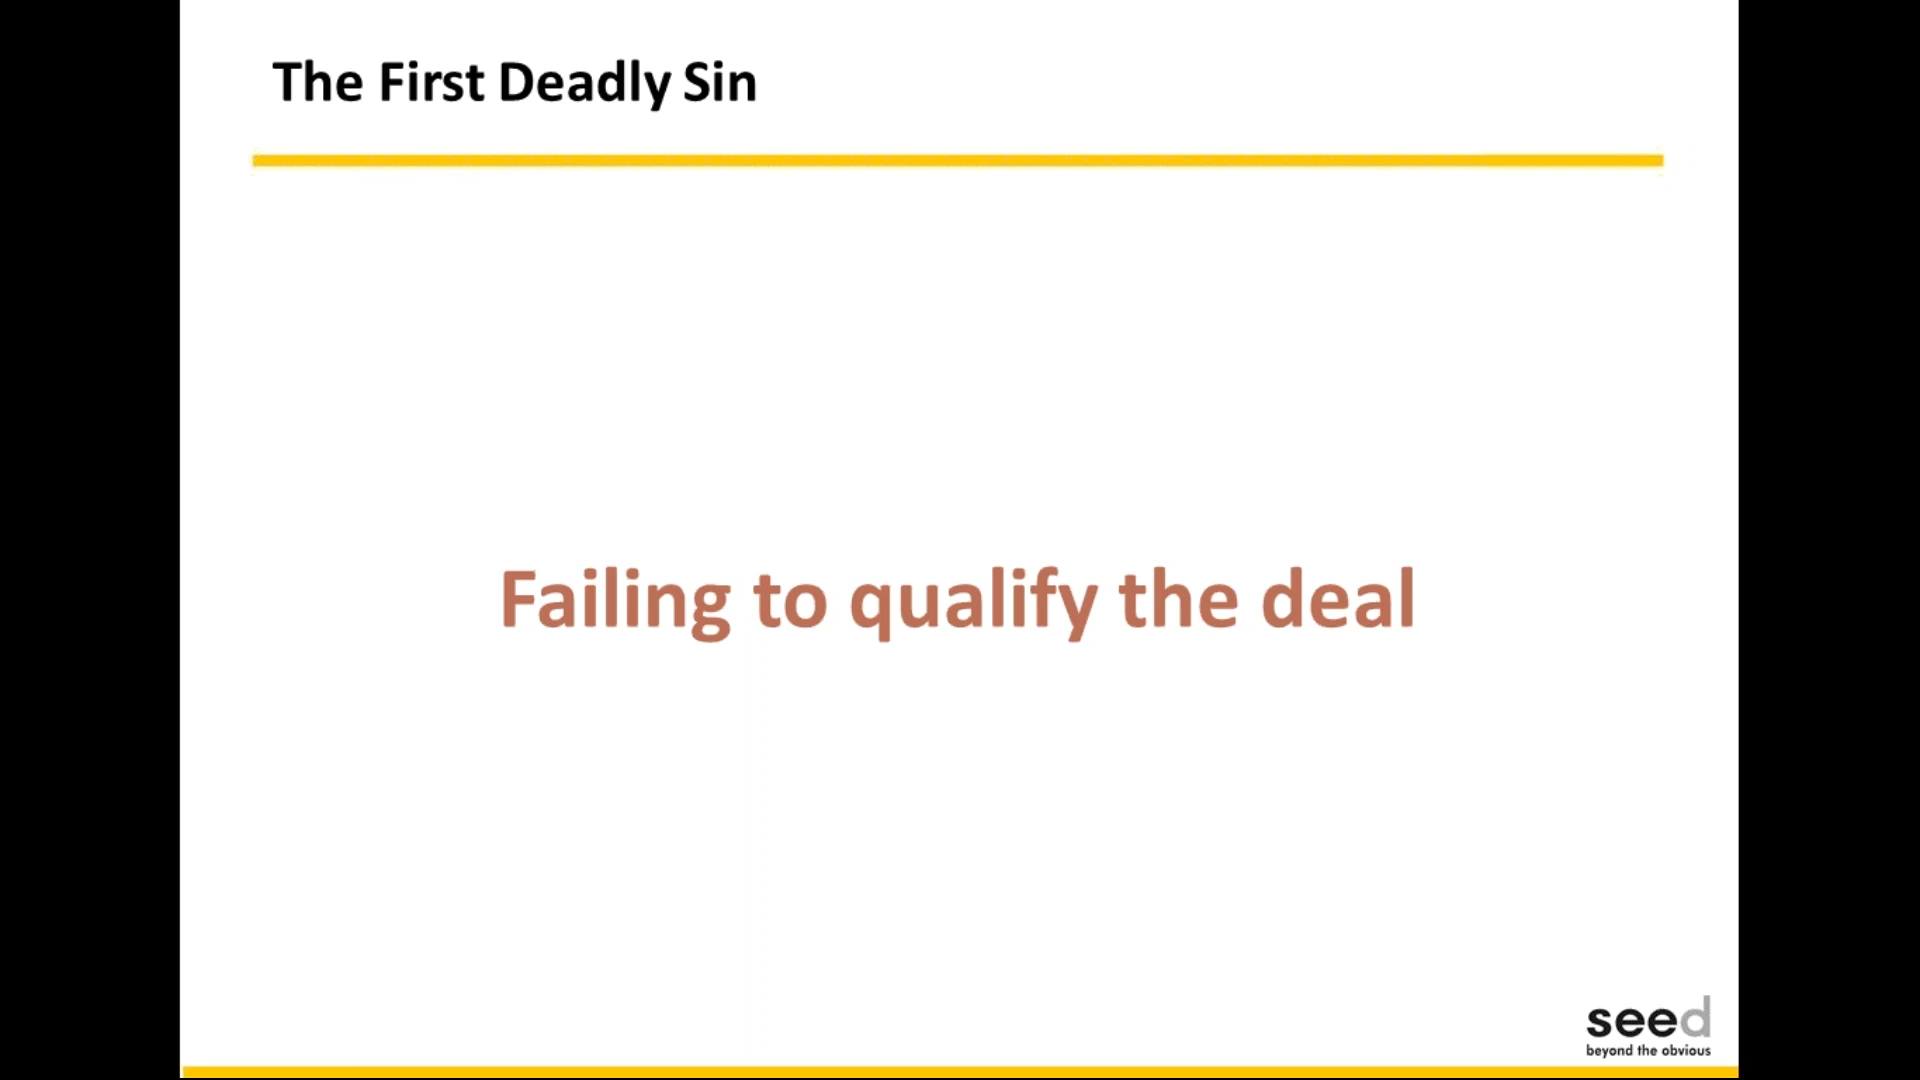 The First Deadly Sin
Failing to qualify the deal
seed
beyond the obvious